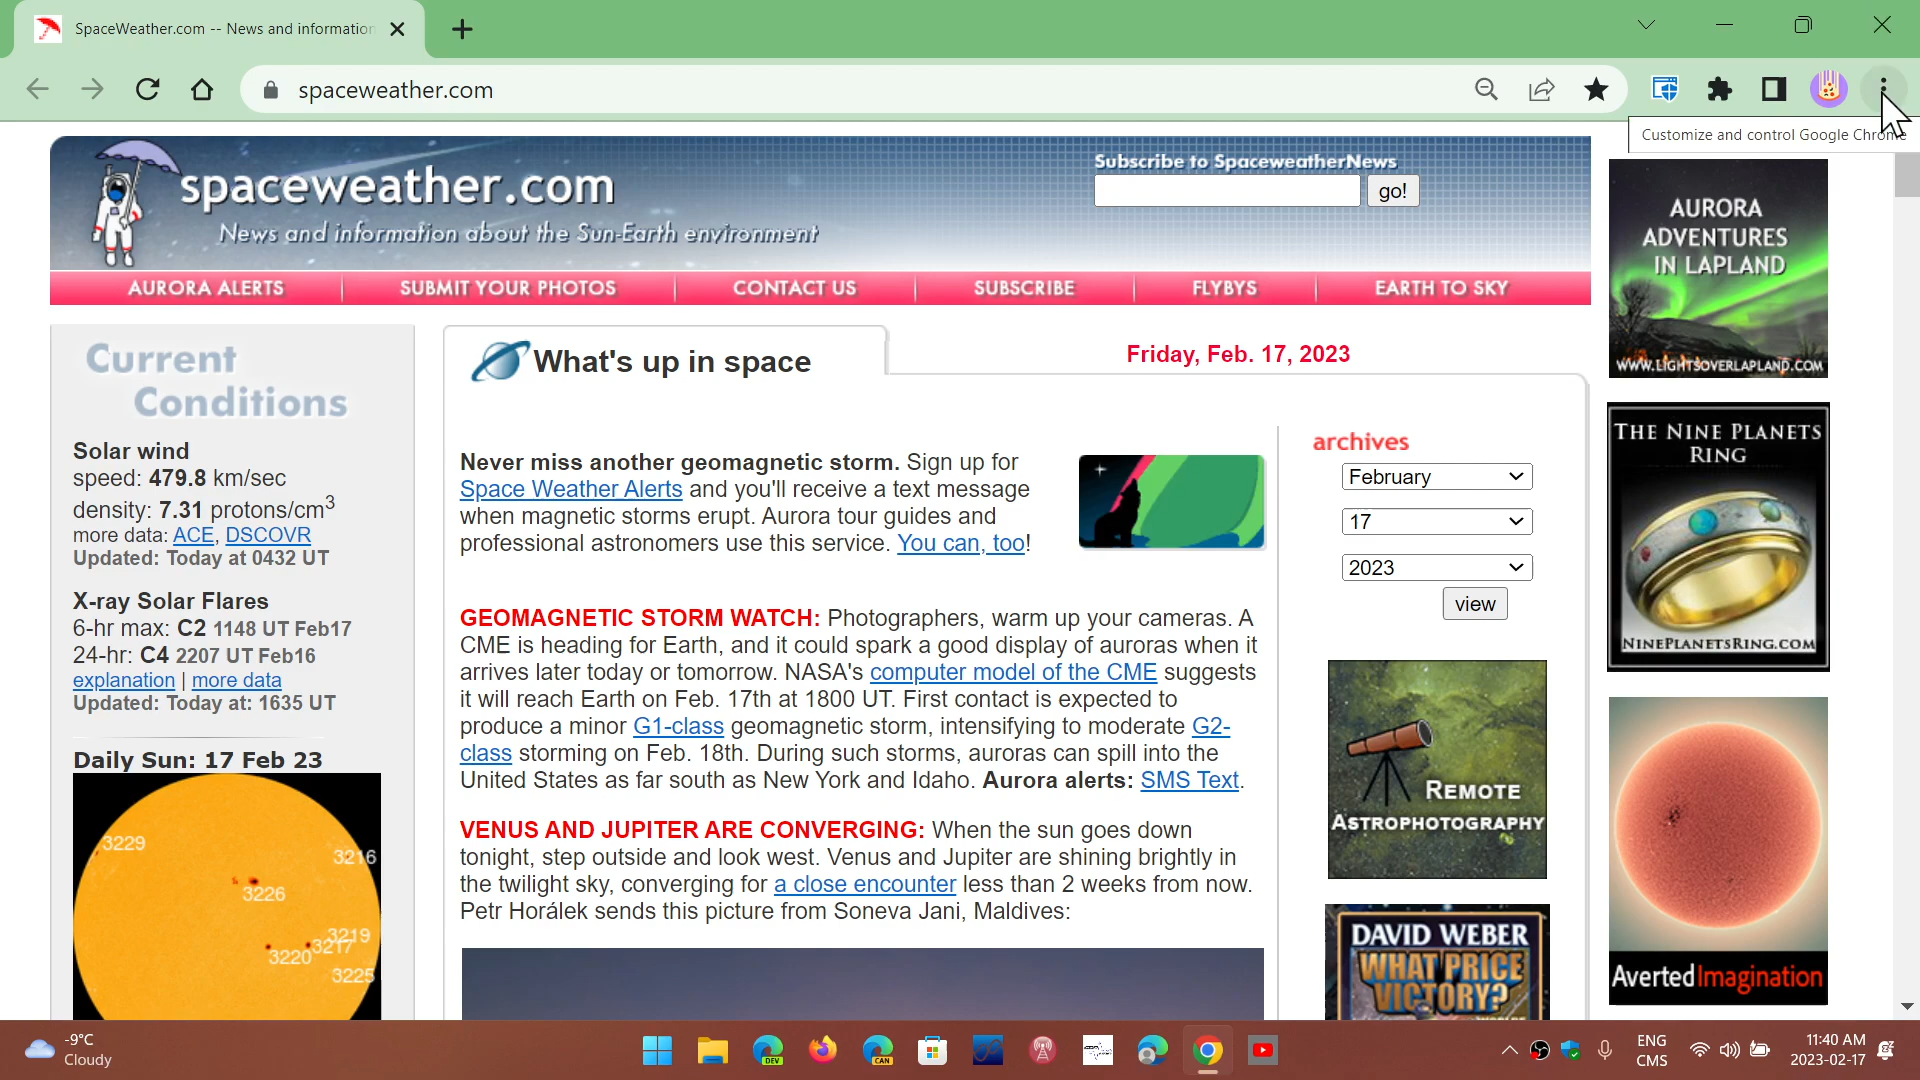 SpaceWeather.com -- News and information
spaceweather.com
Customize and control Google Chrome
spaceweather.com
News and information about the Sun-Earth environment
Subscribe to SpaceweatherNews
go!
AURORA ALERTS
SUBMIT YOUR PHOTOS
CONTACT US
SUBSCRIBE
FLYBYS
EARTH TO SKY
Current
Conditions
Solar wind
speed: 479.8 km/sec
density: 7.31 protons/cm3
more data: ACE, DSCOVR
Updated: Today at 0432 UT
X-ray Solar Flares
6-hr max: C2 1148 UT Feb17
24-hr: C4 2207 UT Feb16
explanation | more data
Updated: Today at: 1635 UT
Daily Sun: 17 Feb 23
3229
3216
3226
3219
3217
3220
3225
What's up in space
Friday, Feb. 17, 2023
Never miss another geomagnetic storm. Sign up for
Space Weather Alerts and you'll receive a text message
when magnetic storms erupt. Aurora tour guides and
professional astronomers use this service. You can, too!
GEOMAGNETIC STORM WATCH: Photographers, warm up your cameras. A
CME is heading for Earth, and it could spark a good display of auroras when it
arrives later today or tomorrow. NASA's computer model of the CME suggests
it will reach Earth on Feb. 17th at 1800 UT. First contact is expected to
produce a minor G1-class geomagnetic storm, intensifying to moderate G2-
class storming on Feb. 18th. During such storms, auroras can spill into the
United States as far south as New York and Idaho. Aurora alerts: SMS Text.
VENUS AND JUPITER ARE CONVERGING: When the sun goes down
tonight, step outside and look west. Venus and Jupiter are shining brightly in
the twilight sky, converging for a close encounter less than 2 weeks from now.
Petr Horálek sends this picture from Soneva Jani, Maldives:
archives
February
17
2023
view
REMOTE
ASTROPHOTOGRAPHY
DAVID WEBER
WHAT PRICE
VICTORY?
AURORA
ADVENTURES
IN LAPLAND
WWW.LIGHTSOVERLAPLAND.COM
THE NINE PLANETS
RING
NINEPLANETSRING.COM
AvertedImagination
-9°C
Cloudy
DEV
CAN
ENG
CMS
11:40 AM
2023-02-17